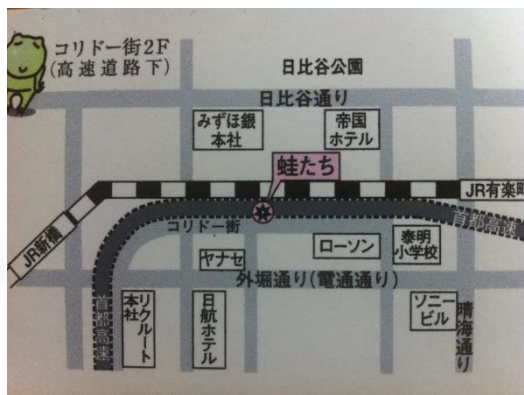 コリドー街2F
(高速道路下)
日比谷公園
日比谷通り
みずほ銀
本社
帝国
ホテル
蛙たち
JR有楽町
JR新橋
コリドー街
首都高速
ローソン
泰明
小学校
ヤナセ
外堀通り(電通通り)
首都高速
リクルート
本社
日航ホテル
ソニー
ビル
晴海通り